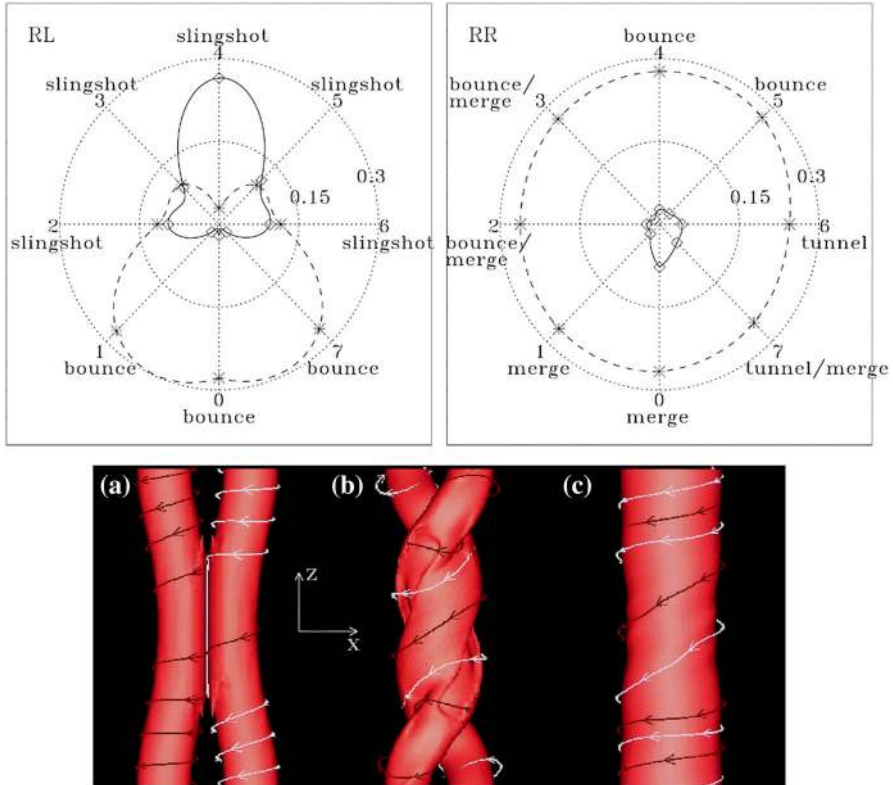 RL
slingshot
4
slingshot
3
slingshot
5
0.3
0.15
2
slingshot
6
slingshot
1
bounce
7
bounce
0
bounce
RR
bounce
4
bounce/
merge
3
bounce
5
0.3
0.15
2
bounce/
merge
6
tunnel
1
merge
7
tunnel/merge
0
merge
(a)
(b)
(c)
Z
X